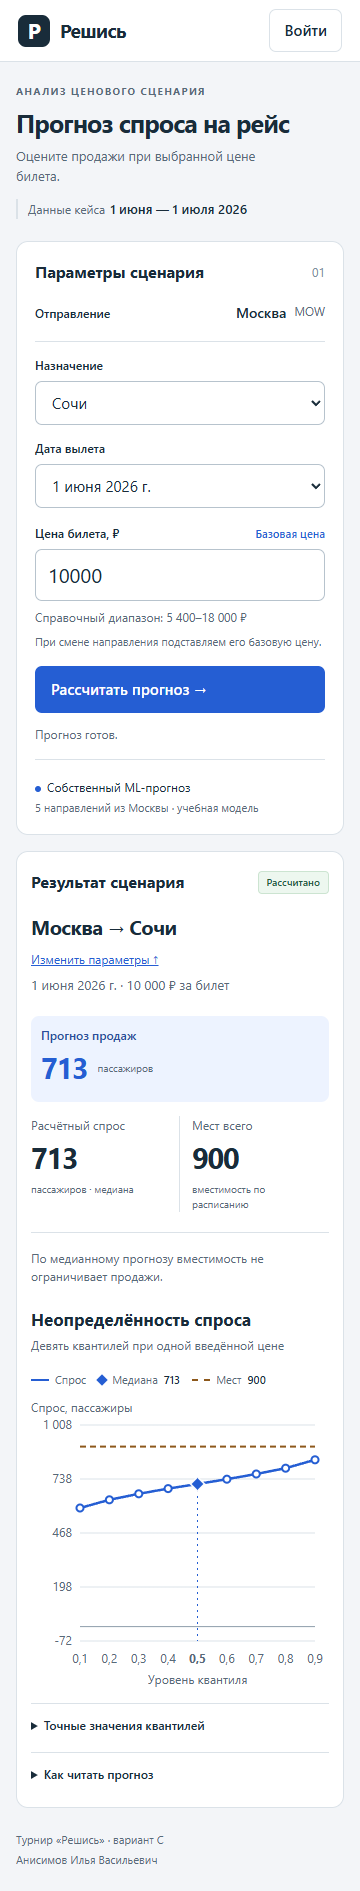 Р Решись Войти
АНАЛИЗ ЦЕНОВОГО СЦЕНАРИЯ
Прогноз спроса на рейс
Оцените продажи при выбранной цене
билета.
Данные кейса 1 июня — 1 июля 2026
Параметры сценария 01
Отправление Москва MOW
Назначение
Сочи
Дата вылета
1 июня 2026 г.
Цена билета, ₽ Базовая цена
10000
Справочный диапазон: 5 400–18 000 ₽
При смене направления подставляем его базовую цену.
Рассчитать прогноз →
Прогноз готов.
Собственный ML-прогноз
5 направлений из Москвы · учебная модель
Результат сценария Рассчитано
Москва → Сочи
Изменить параметры ↑
1 июня 2026 г. · 10 000 ₽ за билет
Прогноз продаж
713 пассажиров
Расчётный спрос Мест всего
713 900
пассажиров · медиана вместимость по
расписанию
По медианному прогнозу вместимость не
ограничивает продажи.
Неопределённость спроса
Девять квантилей при одной введённой цене
Спрос Медиана 713 Мест 900
Спрос, пассажиры
1 008
738
468
198
-72
0,1 0,2 0,3 0,4 0,5 0,6 0,7 0,8 0,9
Уровень квантиля
Точные значения квантилей
Как читать прогноз
Турнир «Решись» · вариант С
Анисимов Илья Васильевич